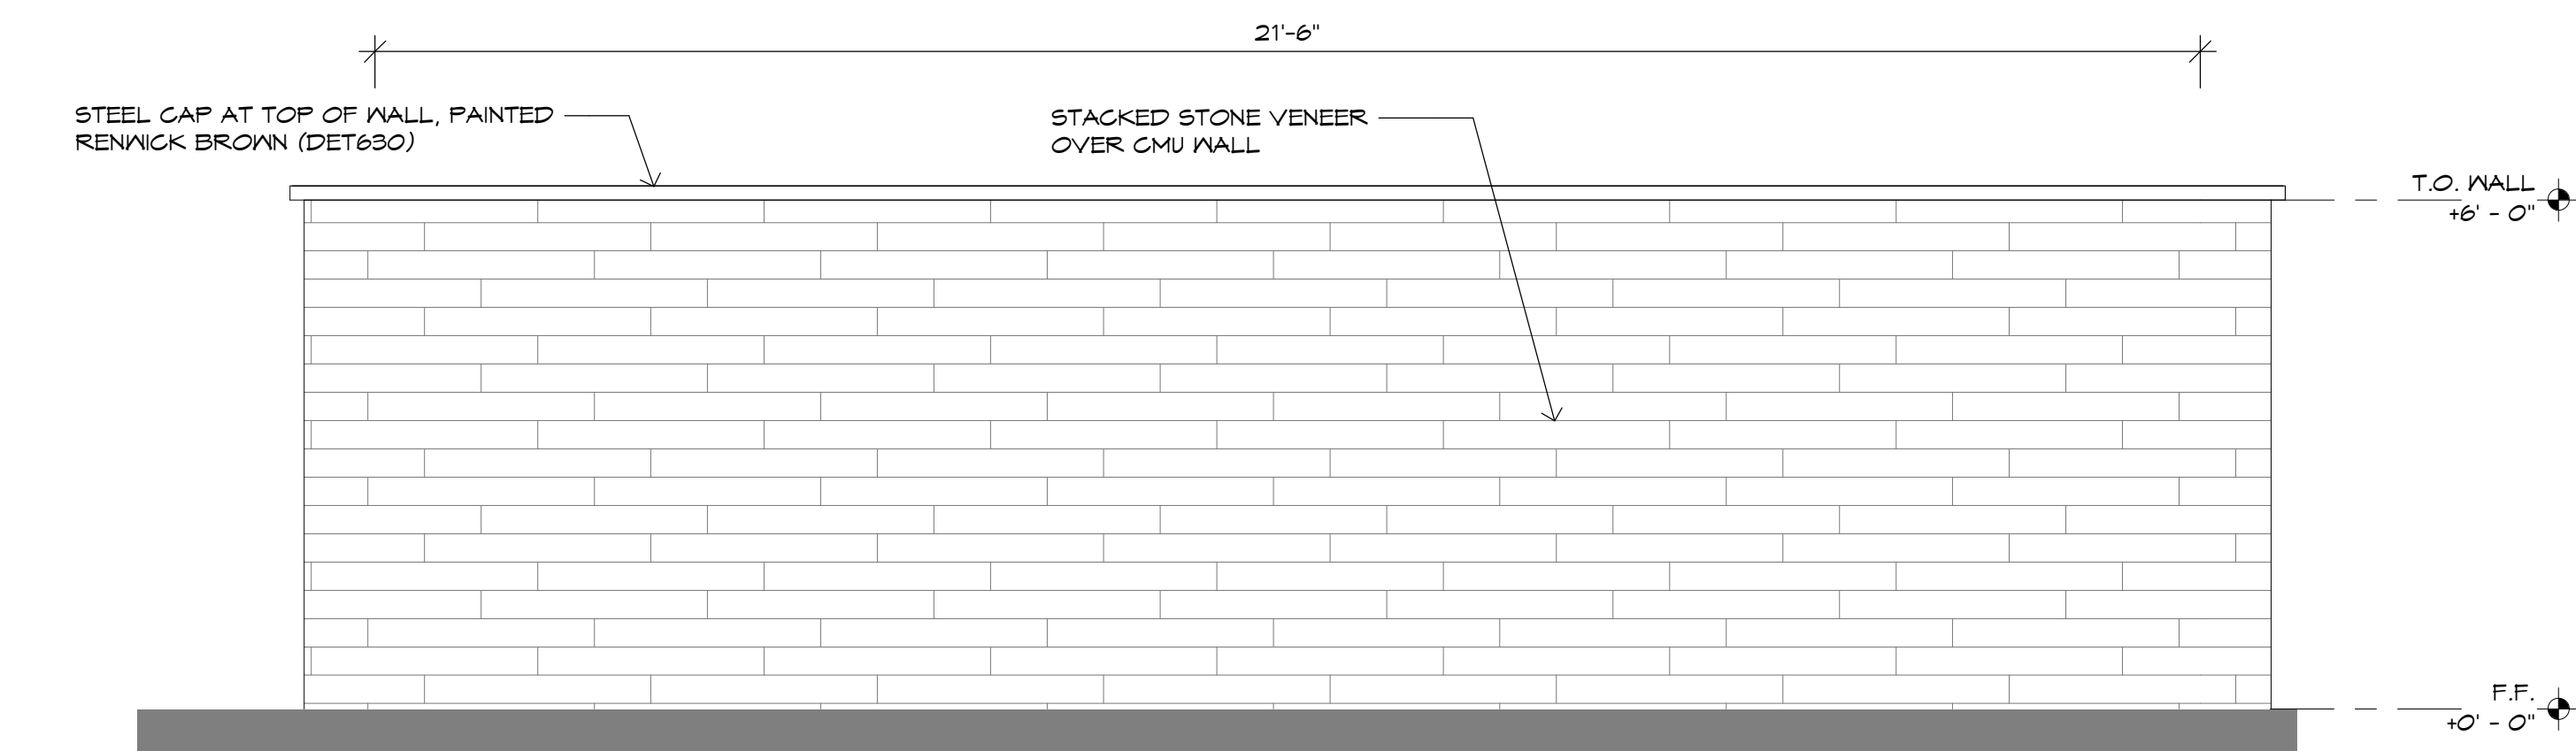 21'-6"
STEEL CAP AT TOP OF WALL, PAINTED
RENWICK BROWN (DET630)
STACKED STONE VENEER
OVER CMU WALL
T.O. WALL
+6' - 0"
F.F.
+0' - 0"